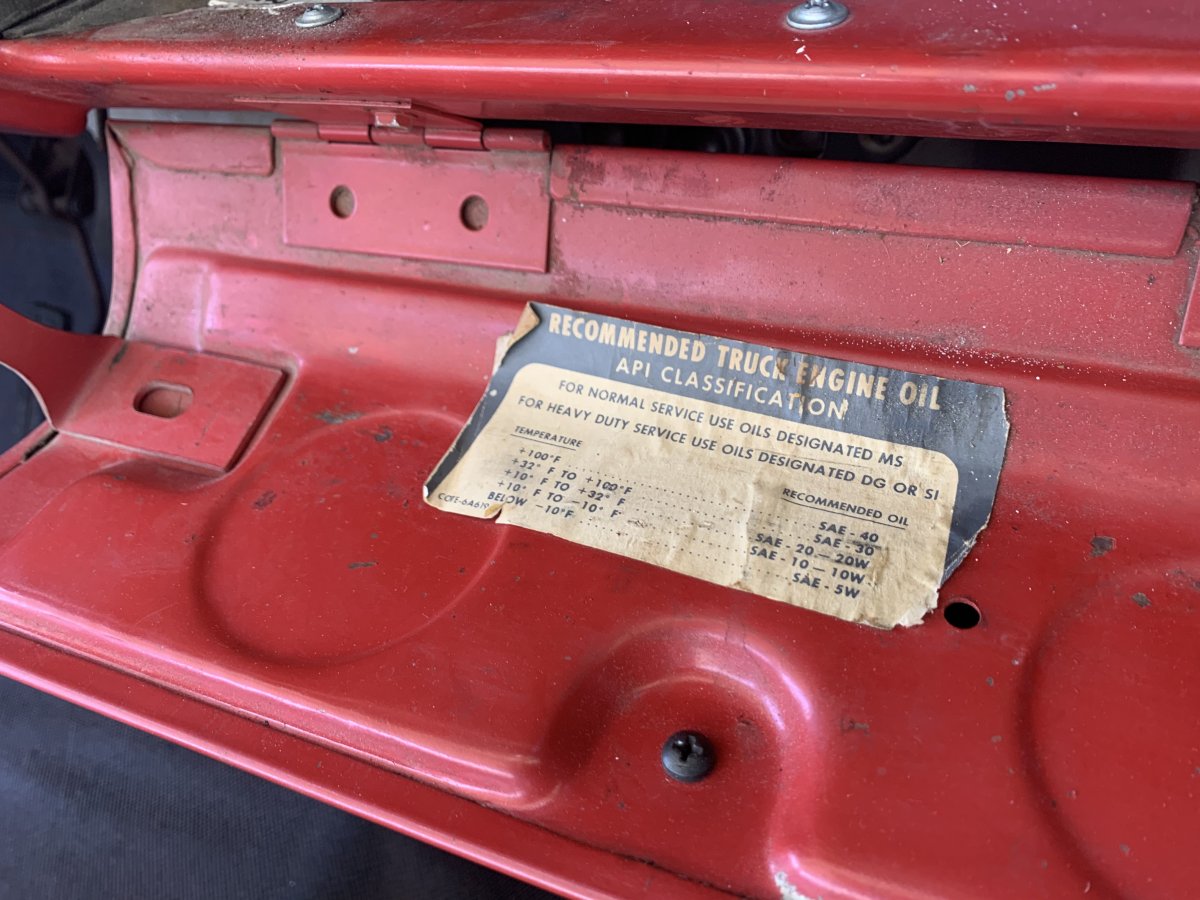 RECOMMENDED TRUCK ENGINE OIL
API CLASSIFICATION
FOR NORMAL SERVICE USE OILS DESIGNATED MS
FOR HEAVY DUTY SERVICE USE OILS DESIGNATED DG OR SI
TEMPERATURE RECOMMENDED OIL
+100°F SAE - 40
+32° F TO +100°F SAE - 30
+10° F TO +32° F SAE - 20 — 20W
+10° F TO —10° F SAE - 10 — 10W
BELOW —10°F SAE - 5W